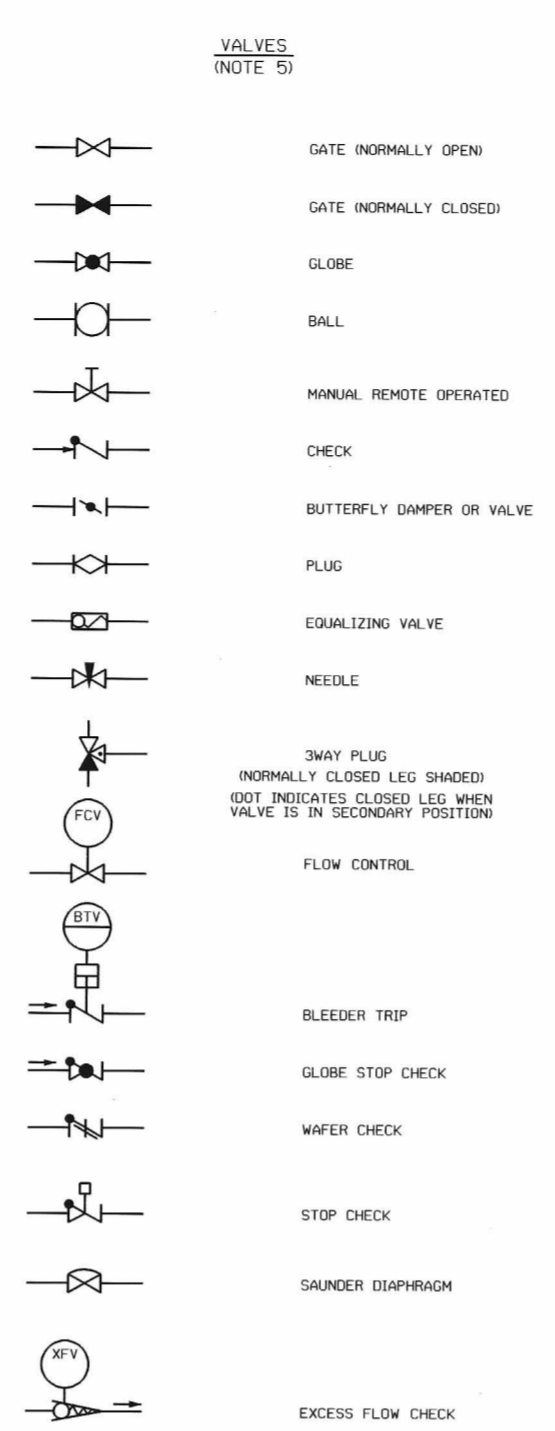 VALVES
(NOTE 5)
GATE (NORMALLY OPEN)
GATE (NORMALLY CLOSED)
GLOBE
BALL
MANUAL REMOTE OPERATED
CHECK
BUTTERFLY DAMPER OR VALVE
PLUG
EQUALIZING VALVE
NEEDLE
3WAY PLUG
(NORMALLY CLOSED LEG SHADED)
(DOT INDICATES CLOSED LEG WHEN
VALVE IS IN SECONDARY POSITION)
FCV
FLOW CONTROL
BTV
BLEEDER TRIP
GLOBE STOP CHECK
WAFER CHECK
STOP CHECK
SAUNDER DIAPHRAGM
XFV
EXCESS FLOW CHECK